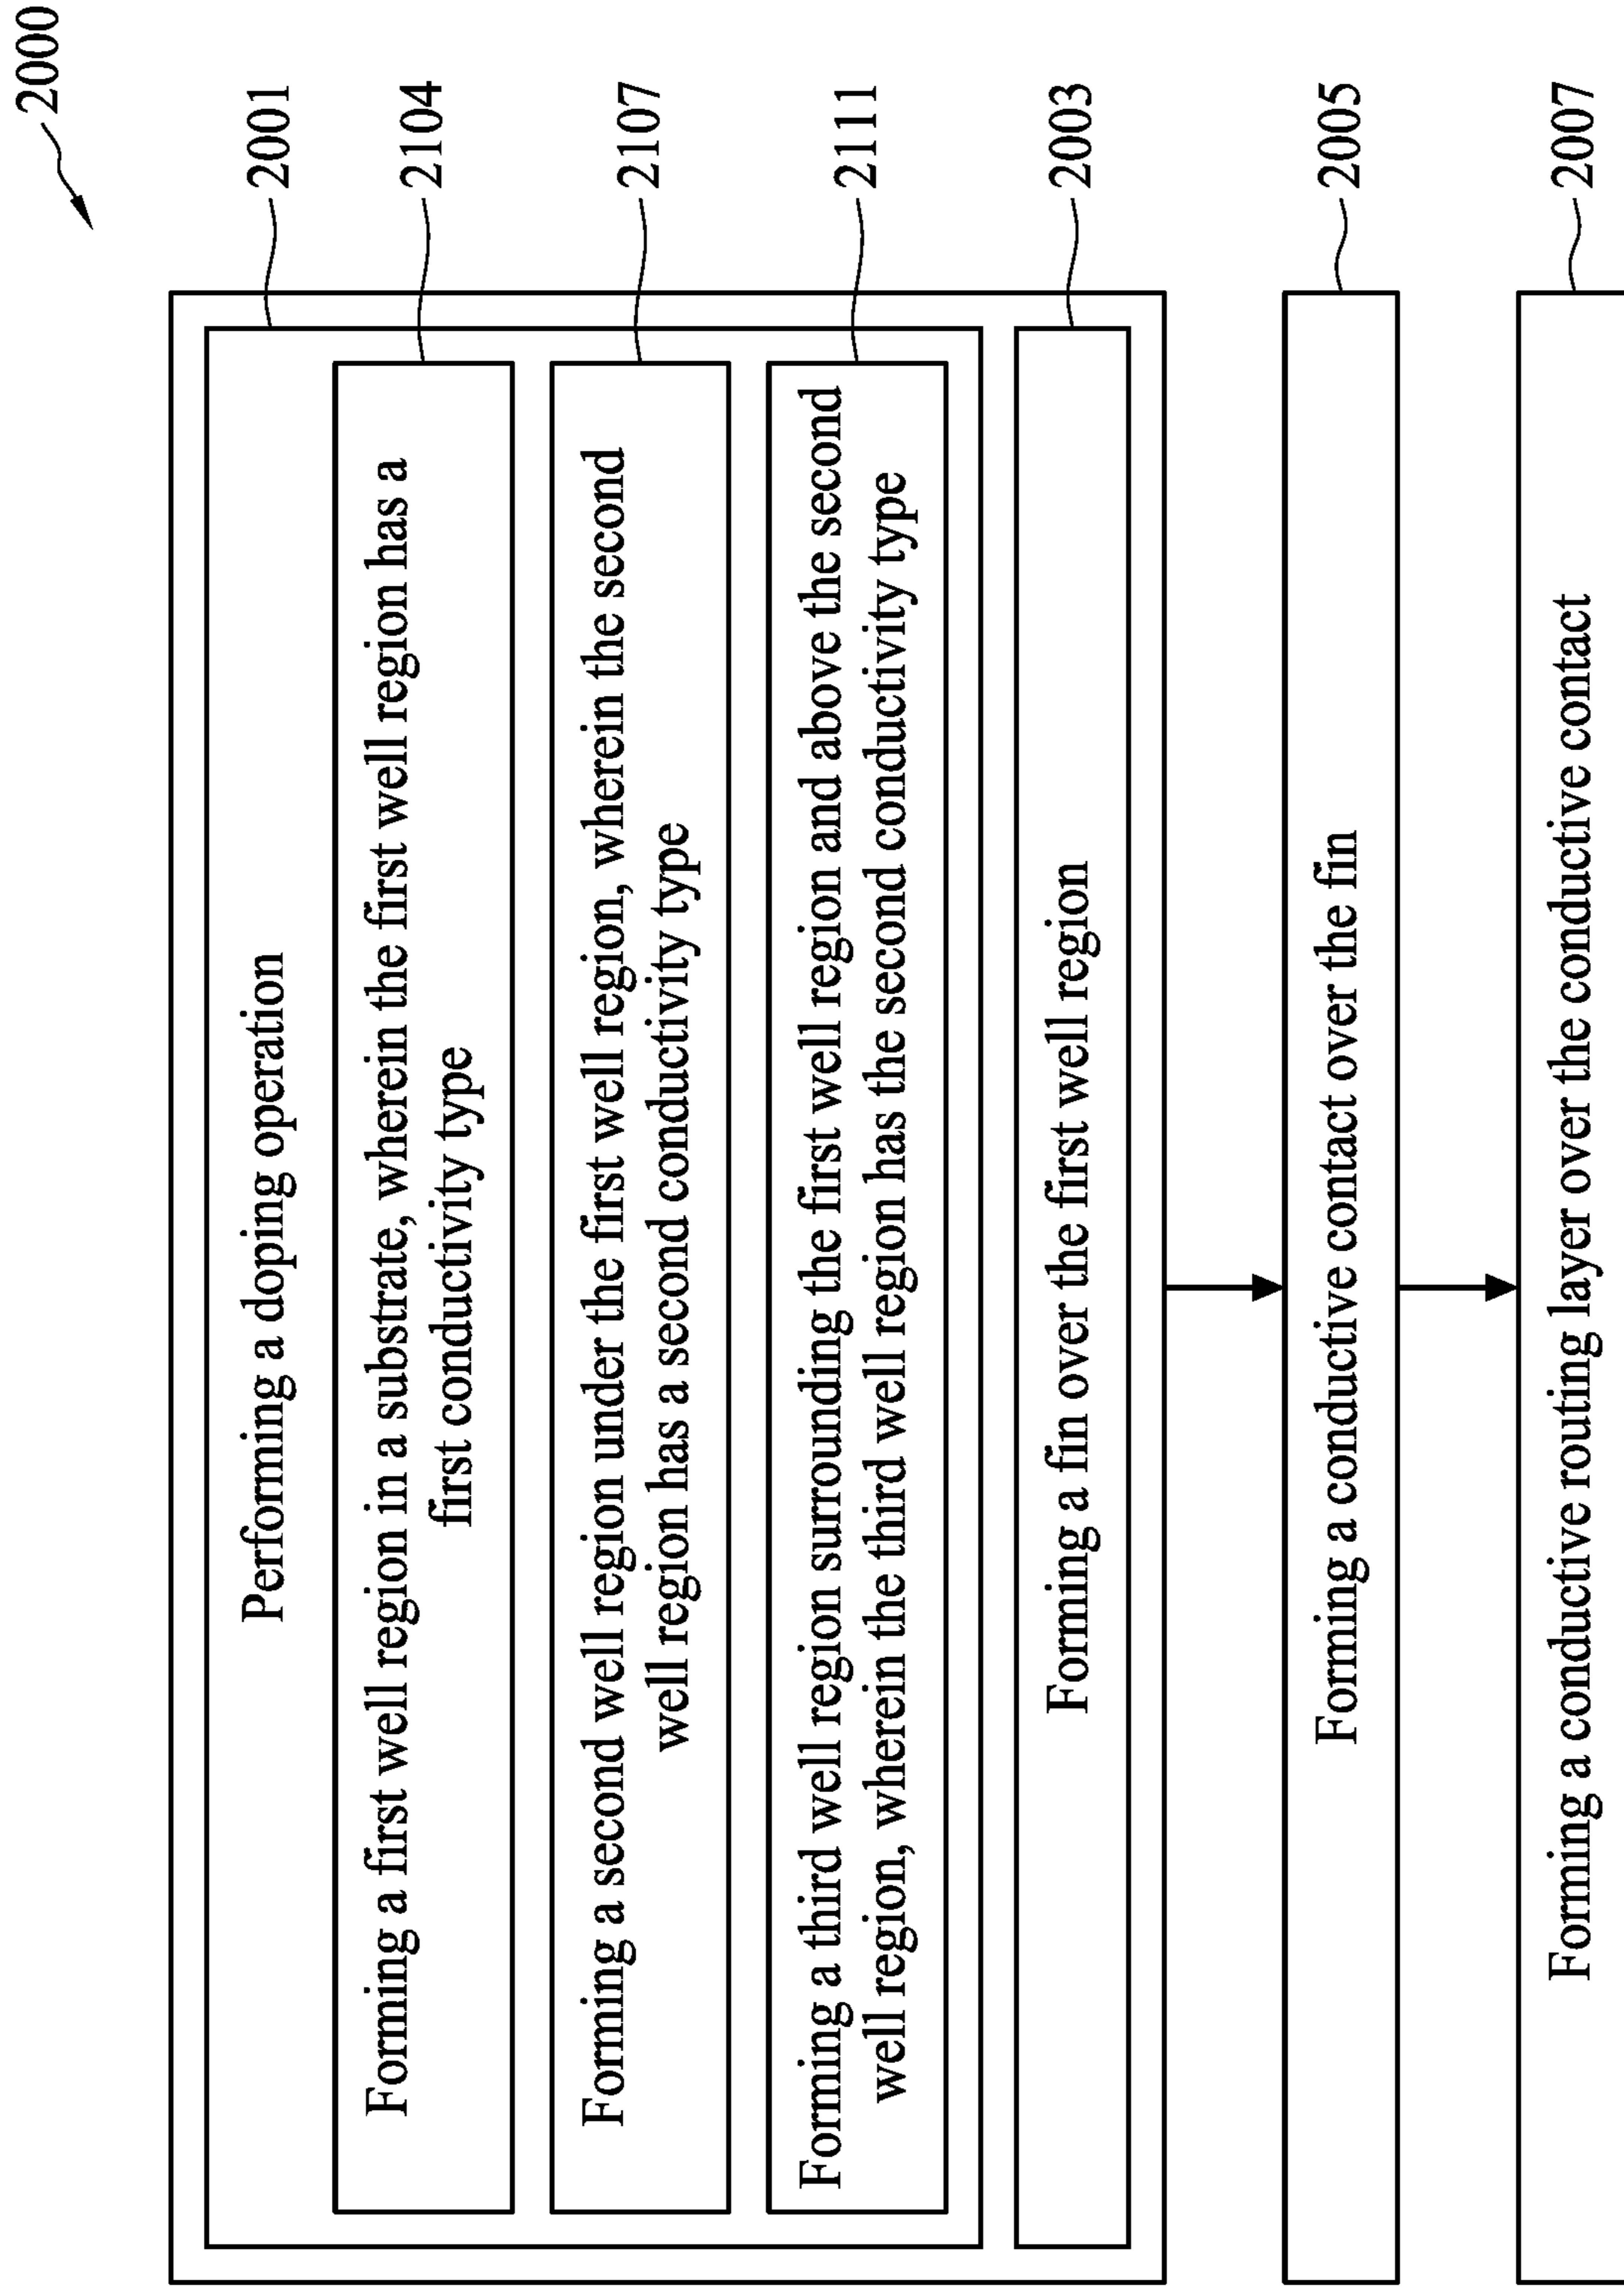 2000
Performing a doping operation
2001
Forming a first well region in a substrate, wherein the first well region has a
first conductivity type
2104
Forming a second well region under the first well region, wherein the second
well region has a second conductivity type
2107
Forming a third well region surrounding the first well region and above the second
well region, wherein the third well region has the second conductivity type
2111
Forming a fin over the first well region
2003
Forming a conductive contact over the fin
2005
Forming a conductive routing layer over the conductive contact
2007